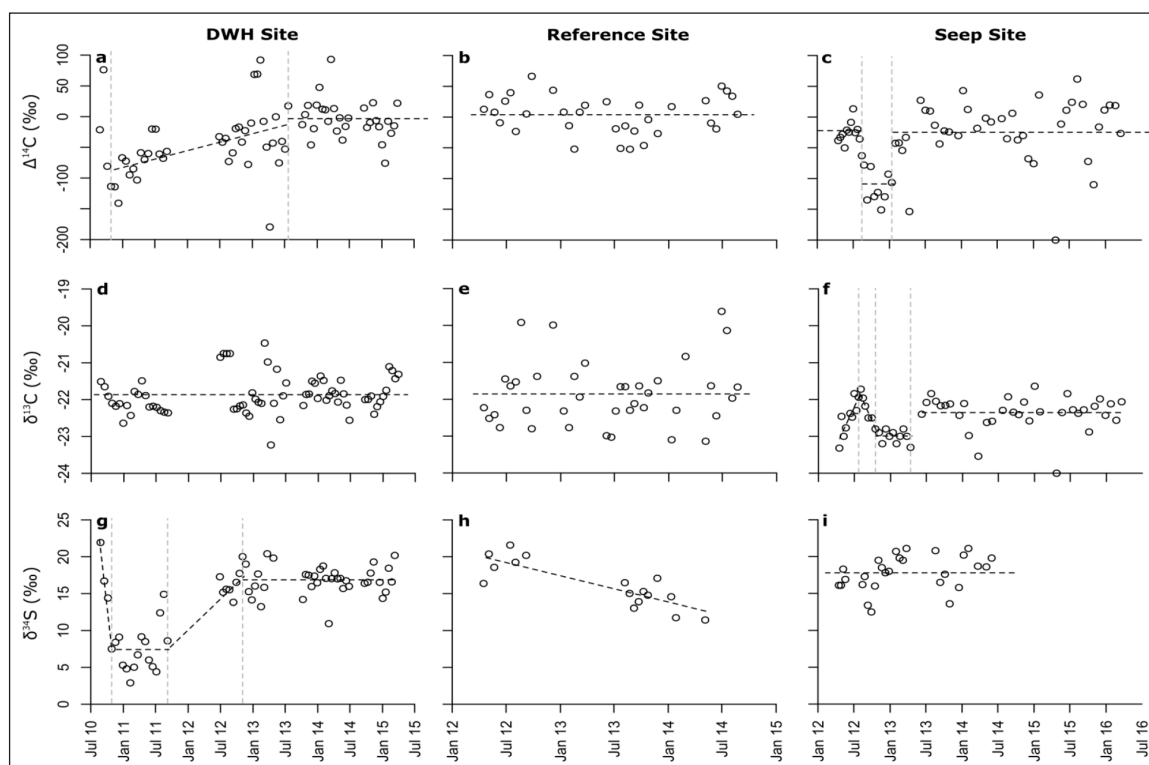 DWH Site Reference Site Seep Site
a b c
Δ14C (‰)
100
50
0
-100
-200
d e f
δ13C (‰)
-19
-20
-21
-22
-23
-24
g h i
δ34S (‰)
25
20
15
10
5
0
Jul 10 Jan 11 Jul 11 Jul 12 Jan 13 Jul 13 Jan 14 Jul 14 Jan 15 Jul 15
Jan 12 Jul 12 Jan 13 Jul 13 Jan 14 Jul 14 Jan 15
Jan 12 Jul 12 Jan 13 Jul 13 Jan 14 Jul 14 Jan 15 Jul 15 Jan 16 Jul 16